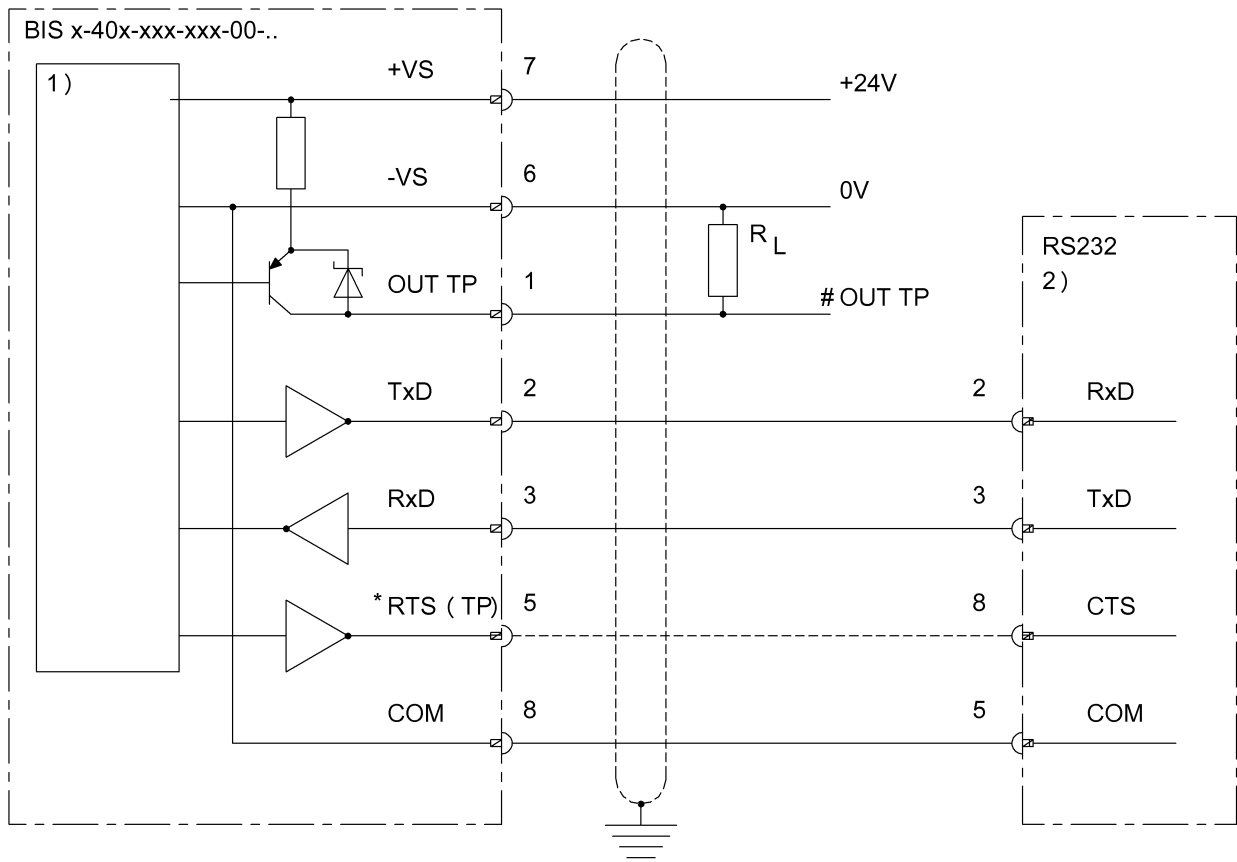 BIS x-40x-xxx-xxx-00-..
1)
+VS 7 +24V
-VS 6 0V
R L
RS232
2)
OUT TP 1 # OUT TP
TxD 2 2 RxD
RxD 3 3 TxD
*RTS ( TP) 5 8 CTS
COM 8 5 COM